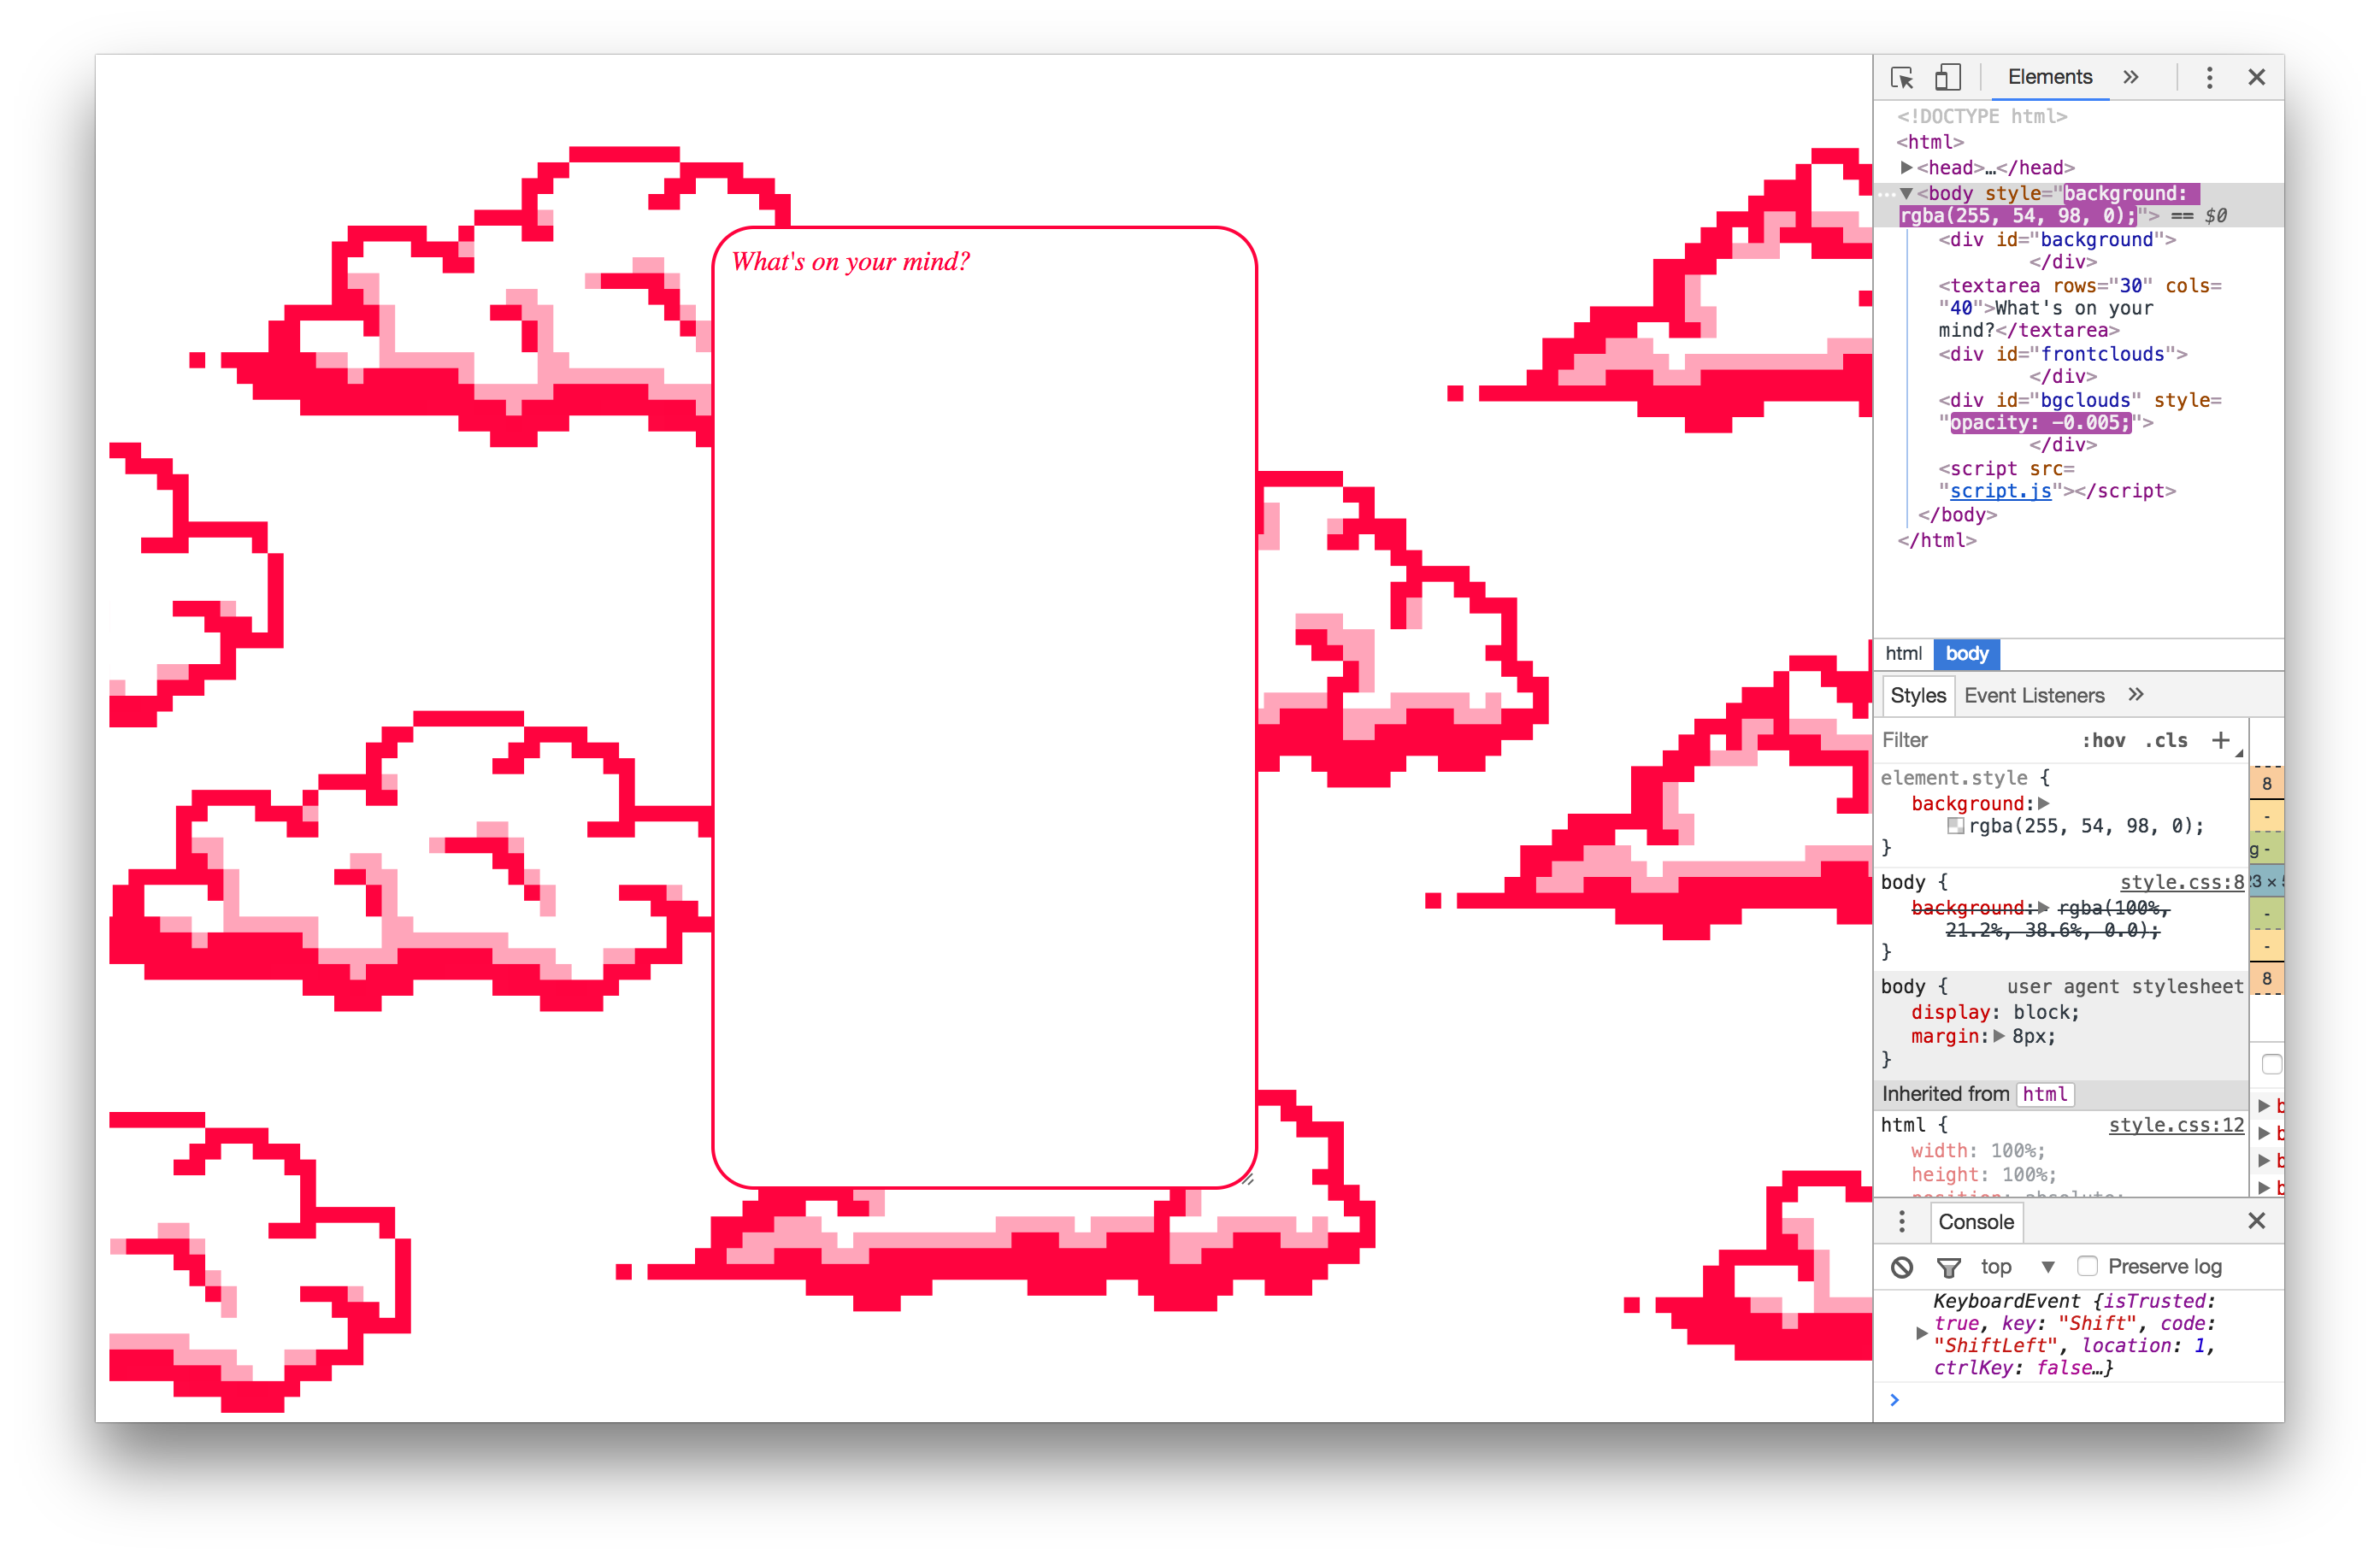 What's on your mind?
Elements »
<!DOCTYPE html>
<html>
<head>…</head>
<body style="background:
rgba(255, 54, 98, 0);"> == $0
<div id="background">
</div>
<textarea rows="30" cols=
"40">What's on your
mind?</textarea>
<div id="frontclouds">
</div>
<div id="bgclouds" style=
"opacity: -0.005;">
</div>
<script src=
"script.js"></script>
</body>
</html>
html body
Styles Event Listeners »
Filter :hov .cls +
element.style {
background:
rgba(255, 54, 98, 0);
}
body { style.css:8
background: rgba(100%,
21.2%, 38.6%, 0.0);
}
body { user agent stylesheet
display: block;
margin: 8px;
}
Inherited from html
html { style.css:12
width: 100%;
height: 100%;
position: absolute;
8
-
g -
23 ×
-
-
8
b
b
b
b
Console
top Preserve log
KeyboardEvent {isTrusted:
true, key: "Shift", code:
"ShiftLeft", location: 1,
ctrlKey: false…}
>